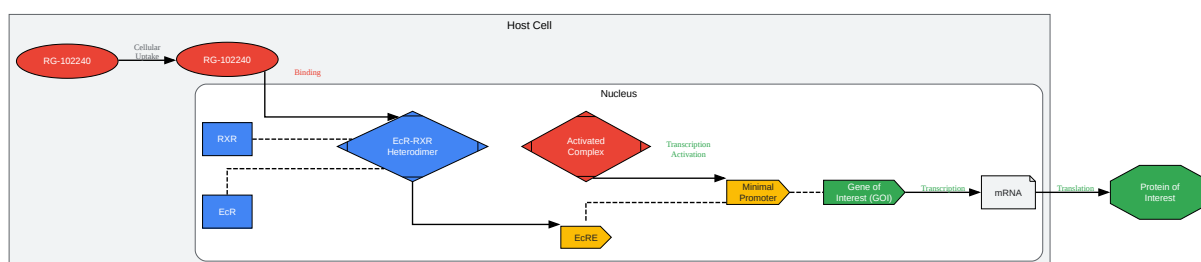 Host Cell
RG-102240
Cellular
Uptake
RG-102240
Binding
Nucleus
RXR
EcR-RXR
Heterodimer
Activated
Complex
Transcription
Activation
EcR
EcRE
Minimal
Promoter
Gene of
Interest (GOI)
Transcription
mRNA
Translation
Protein of
Interest